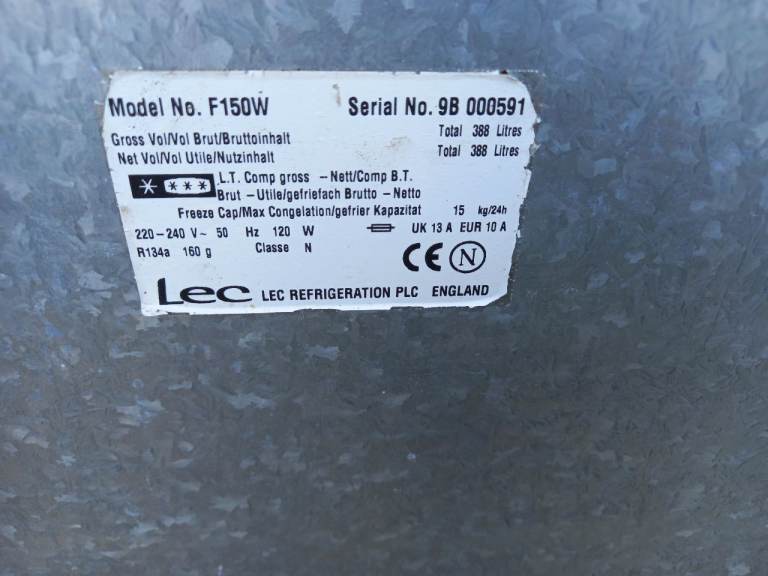 Model No. F150W Serial No. 9B 000591
Gross Vol/Vol Brut/Bruttoinhalt Total 388 Litres
Net Vol/Vol Utile/Nutzinhalt Total 388 Litres
L.T. Comp gross - Nett/Comp B.T.
Brut - Utile/gefriefach Brutto - Netto
Freeze Cap/Max Congelation/gefrier Kapazitat 15 kg/24h
220-240 V~ 50 Hz 120 W UK 13 A EUR 10 A
R134a 160 g Classe N
CE N
Lec LEC REFRIGERATION PLC ENGLAND